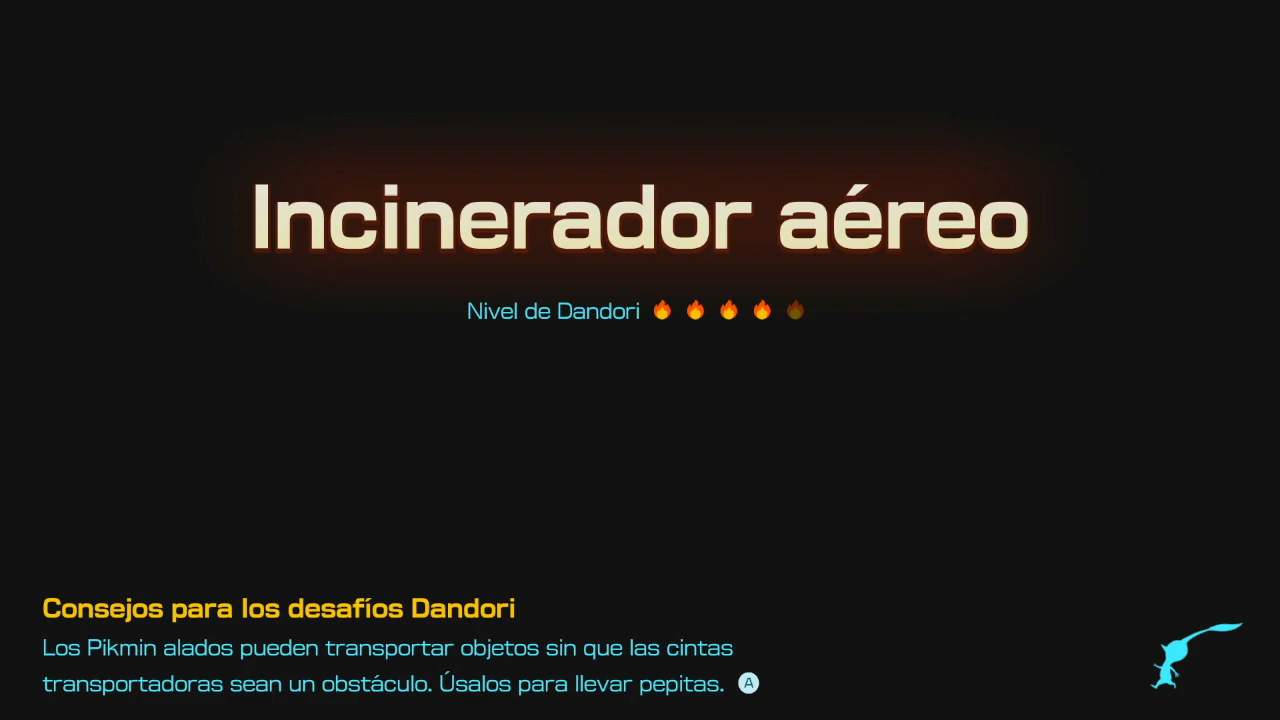 Incinerador aéreo
Nivel de Dandori
Consejos para los desafíos Dandori
Los Pikmin alados pueden transportar objetos sin que las cintas
transportadoras sean un obstáculo. Úsalos para llevar pepitas. A